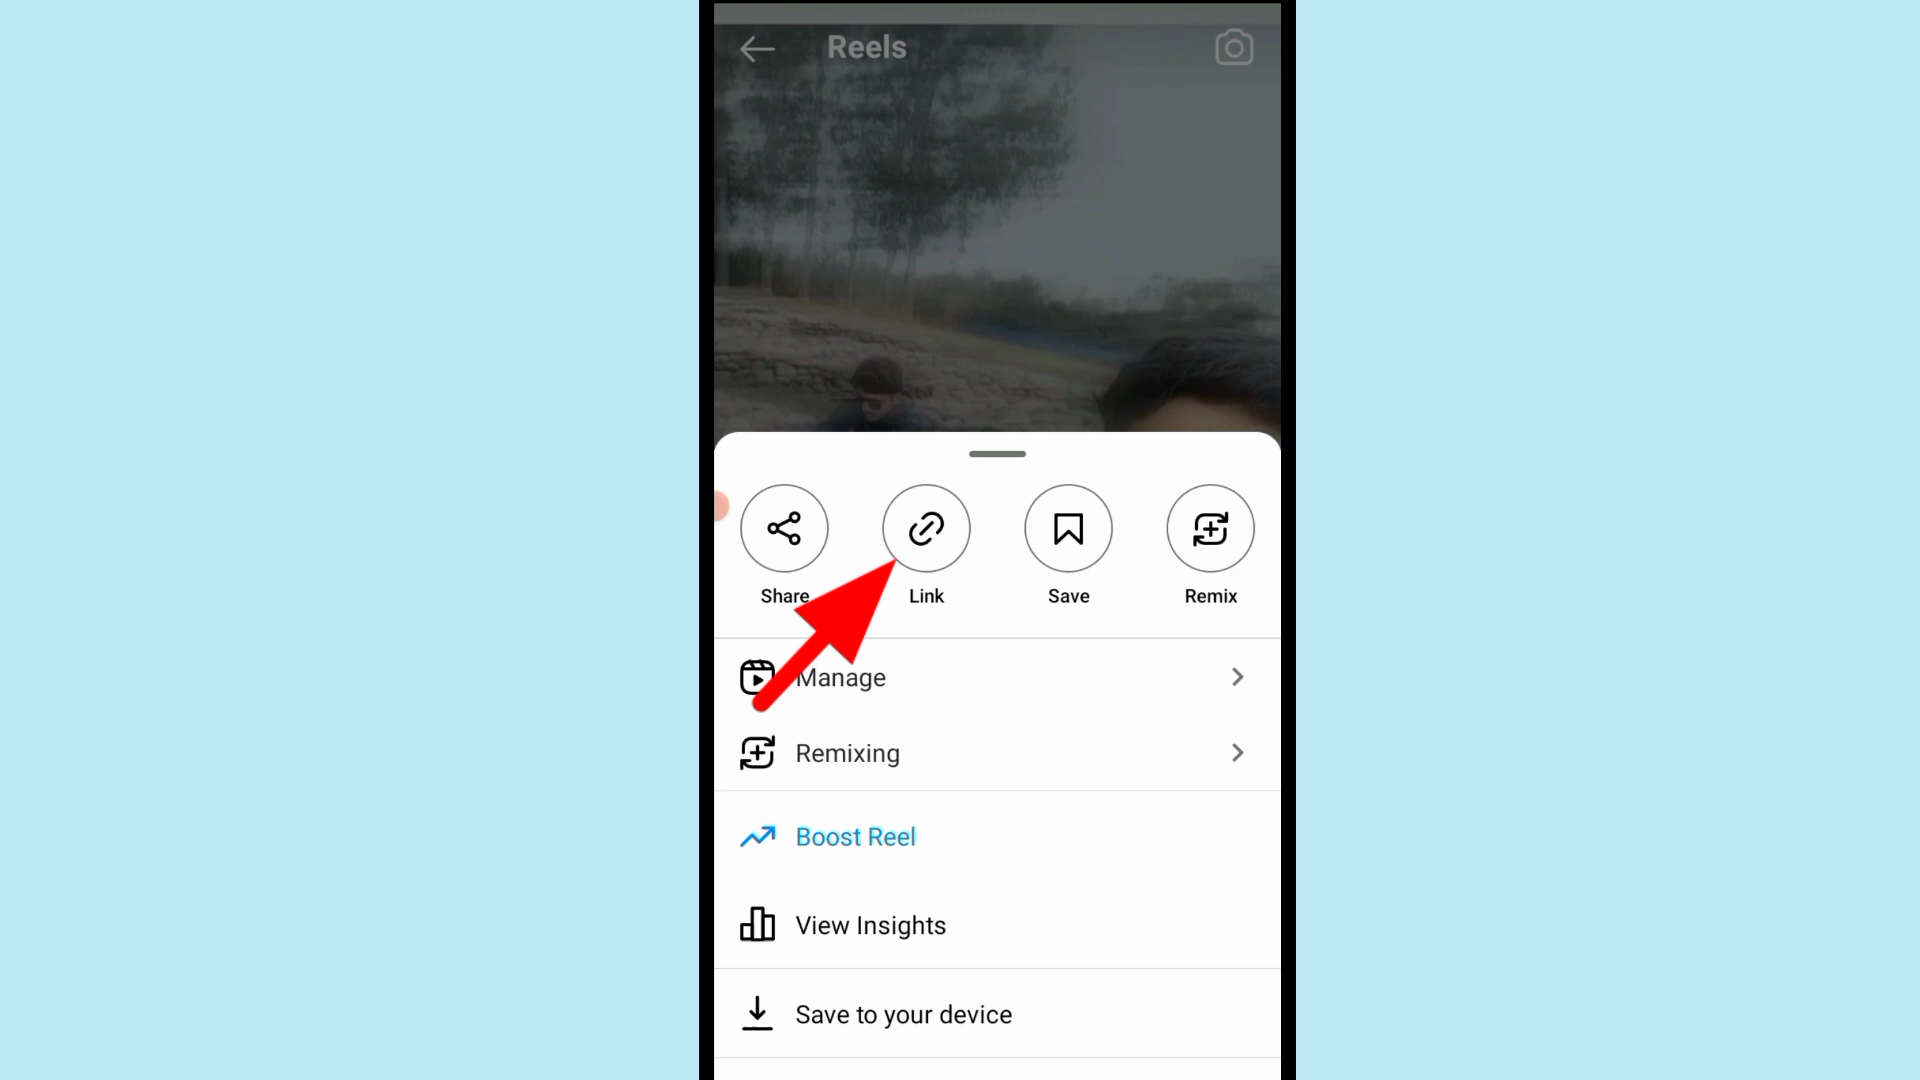 Reels
Share Link Save Remix
Manage
Remixing
Boost Reel
View Insights
Save to your device